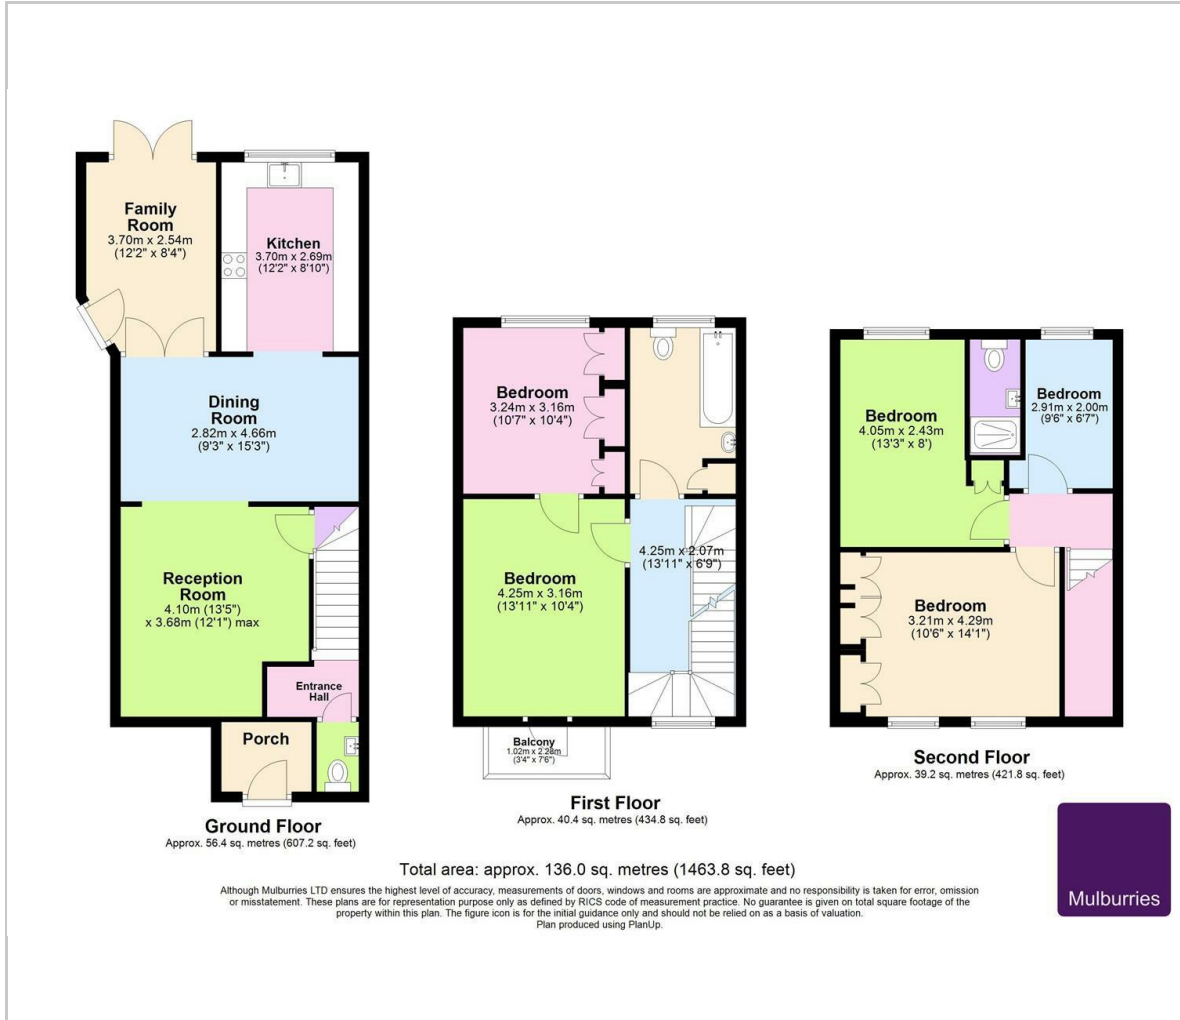 Family
Room
3.70m x 2.54m
(12'2" x 8'4")
Kitchen
3.70m x 2.69m
(12'2" x 8'10")
Dining
Room
2.82m x 4.66m
(9'3" x 15'3")
Reception
Room
4.10m (13'5")
x 3.68m (12'1") max
Entrance
Hall
Porch
Ground Floor
Approx. 56.4 sq. metres (607.2 sq. feet)
Bedroom
3.24m x 3.16m
(10'7" x 10'4")
Bedroom
4.25m x 3.16m
(13'11" x 10'4")
4.25m x 2.07m
(13'11" x 6'9")
Balcony
1.02m x 2.28m
(3'4" x 7'6")
First Floor
Approx. 40.4 sq. metres (434.8 sq. feet)
Bedroom
4.05m x 2.43m
(13'3" x 8')
Bedroom
2.91m x 2.00m
(9'6" x 6'7")
Bedroom
3.21m x 4.29m
(10'6" x 14'1")
Second Floor
Approx. 39.2 sq. metres (421.8 sq. feet)
Total area: approx. 136.0 sq. metres (1463.8 sq. feet)
Although Mulburries LTD ensures the highest level of accuracy, measurements of doors, windows and rooms are approximate and no responsibility is taken for error, omission
or misstatement. These plans are for representation purpose only as defined by RICS code of measurement practice. No guarantee is given on total square footage of the
property within this plan. The figure icon is for the initial guidance only and should not be relied on as a basis of valuation.
Plan produced using PlanUp.
Mulburries